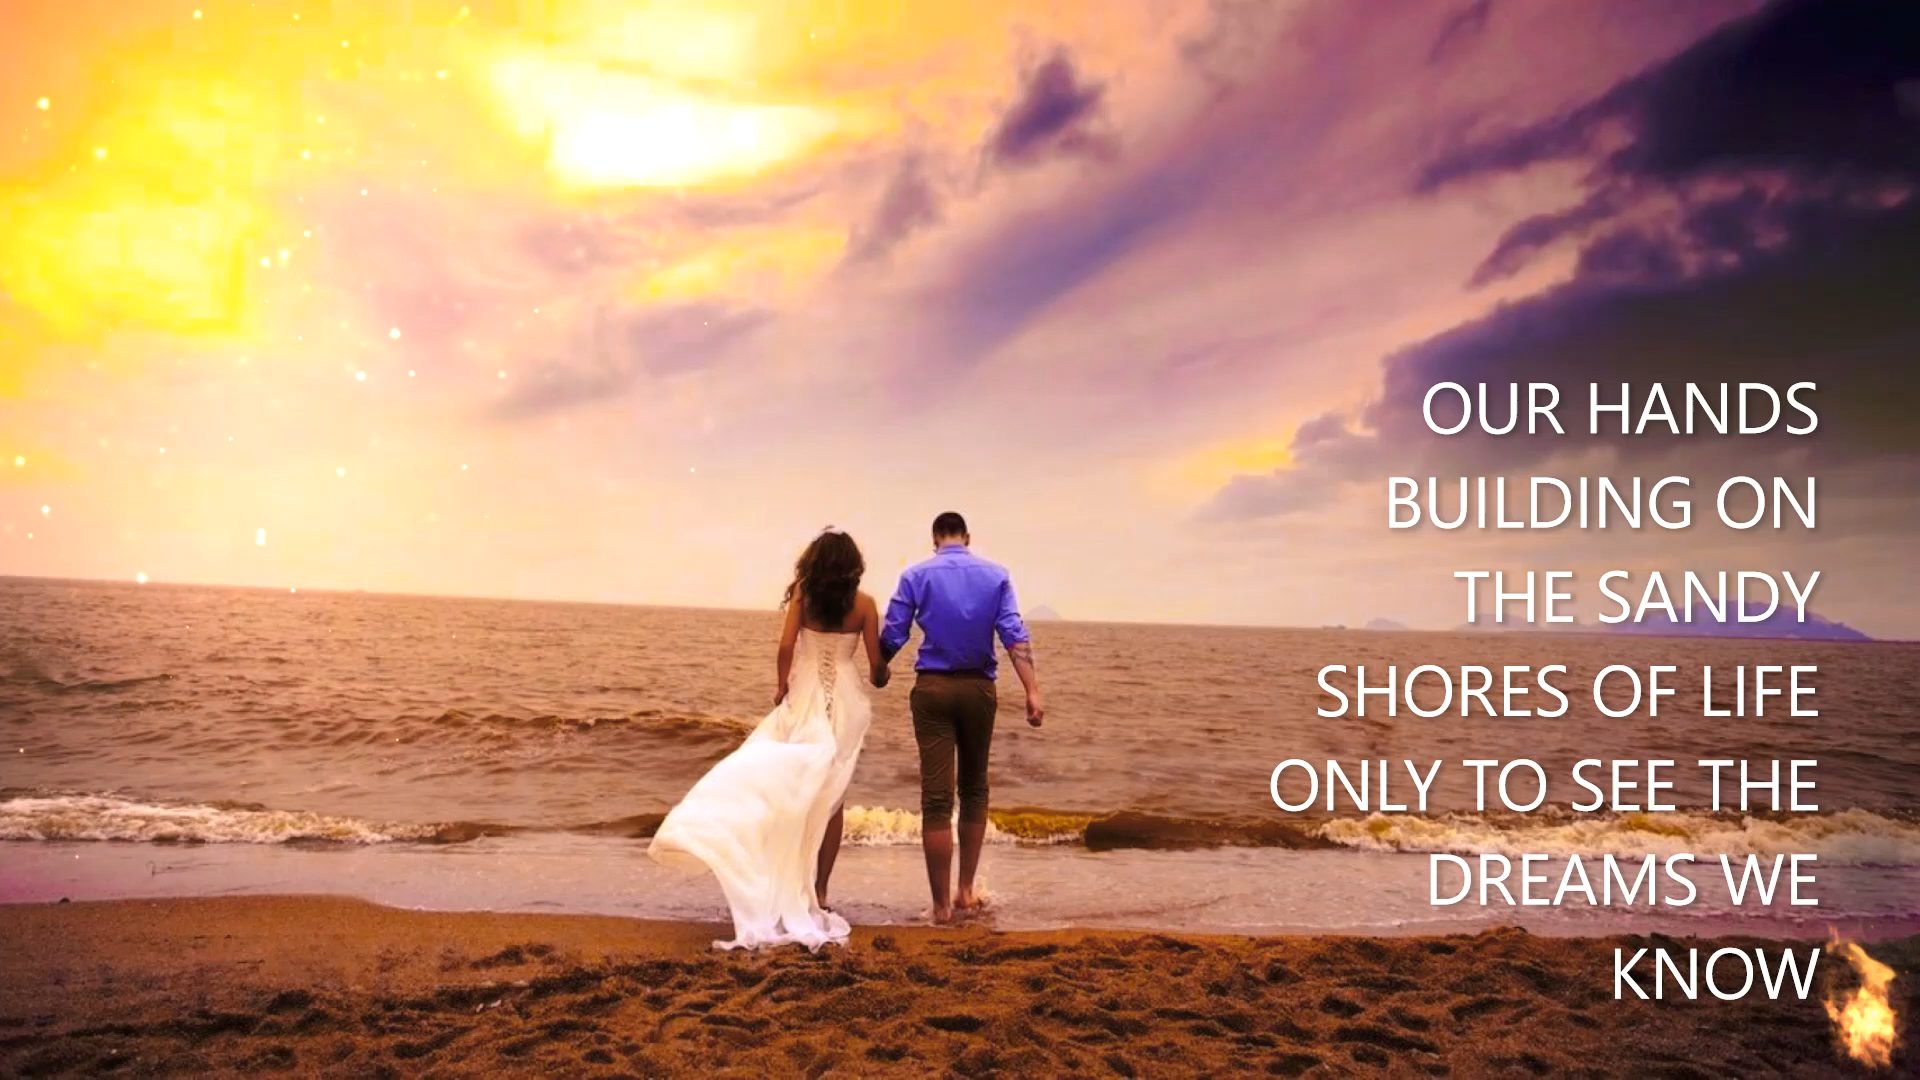 OUR HANDS
BUILDING ON
THE SANDY
SHORES OF LIFE
ONLY TO SEE THE
DREAMS WE
KNOW